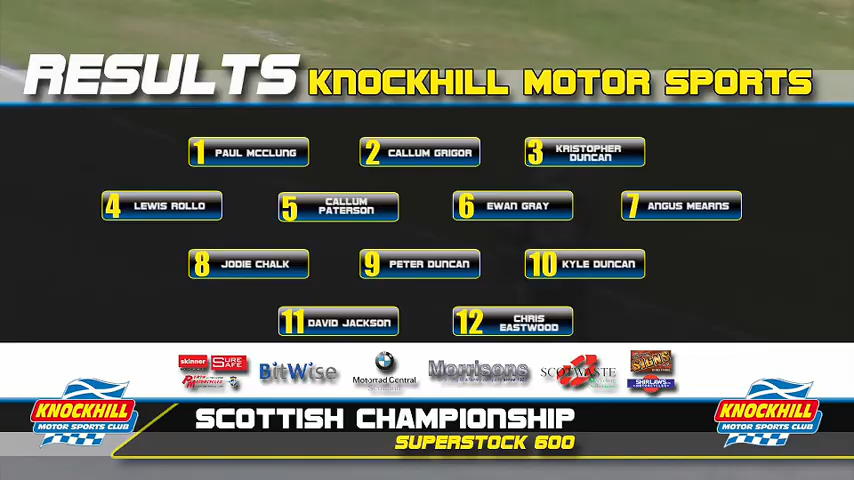 RESULTS KNOCKHILL MOTOR SPORTS
1 PAUL MCCLUNG
2 CALLUM GRIGOR
3 KRISTOPHER
DUNCAN
4 LEWIS ROLLO
5 CALLUM
PATERSON
6 EWAN GRAY
7 ANGUS MEARNS
8 JODIE CHALK
9 PETER DUNCAN
10 KYLE DUNCAN
11 DAVID JACKSON
12 CHRIS
EASTWOOD
skinner
SURE
SAFE
BitWise
Motorrad Central
Morrisons
SCOTWASTE
SIGNS
SHIRLAWS
KNOCKHILL
MOTOR SPORTS CLUB
SCOTTISH CHAMPIONSHIP
SUPERSTOCK 600
KNOCKHILL
MOTOR SPORTS CLUB